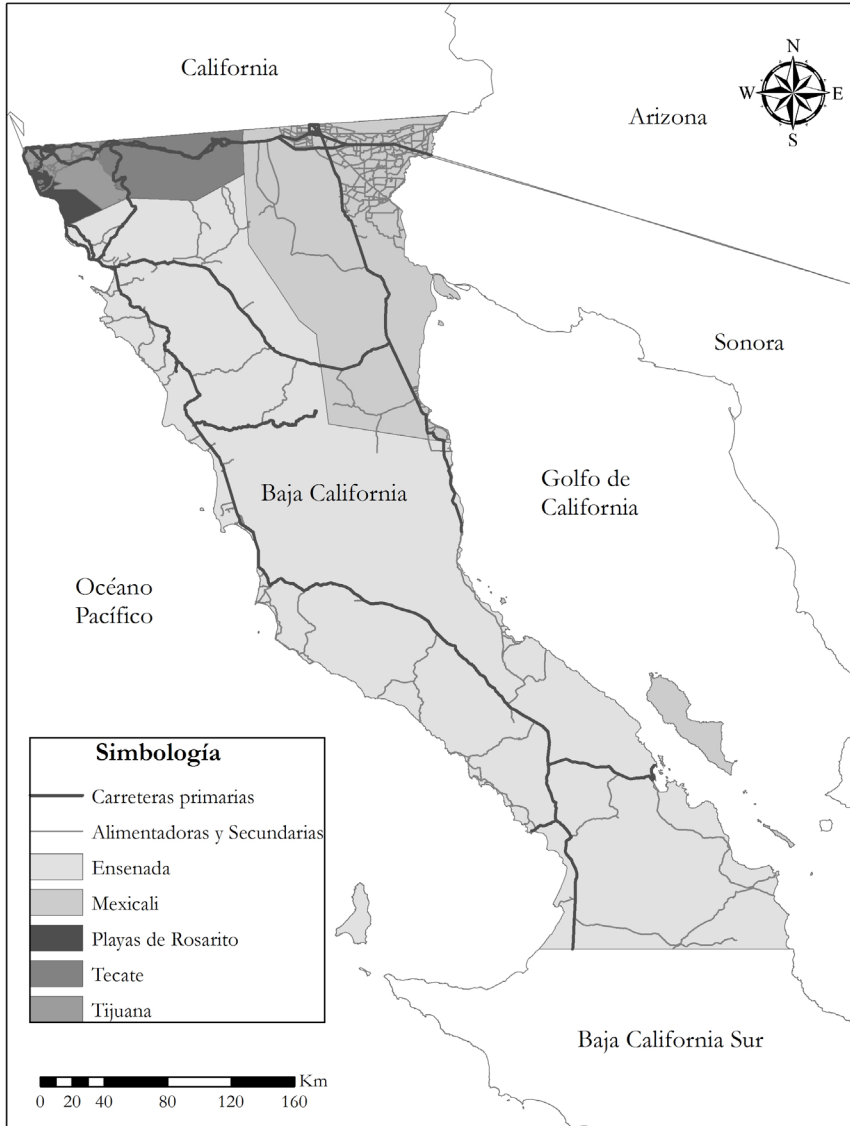 California
N
W
E
S
Arizona
Sonora
Golfo de
California
Baja California
Océano
Pacífico
Simbología
Carreteras primarias
Alimentadoras y Secundarias
Ensenada
Mexicali
Playas de Rosarito
Tecate
Tijuana
Baja California Sur
Km
0 20 40 80 120 160